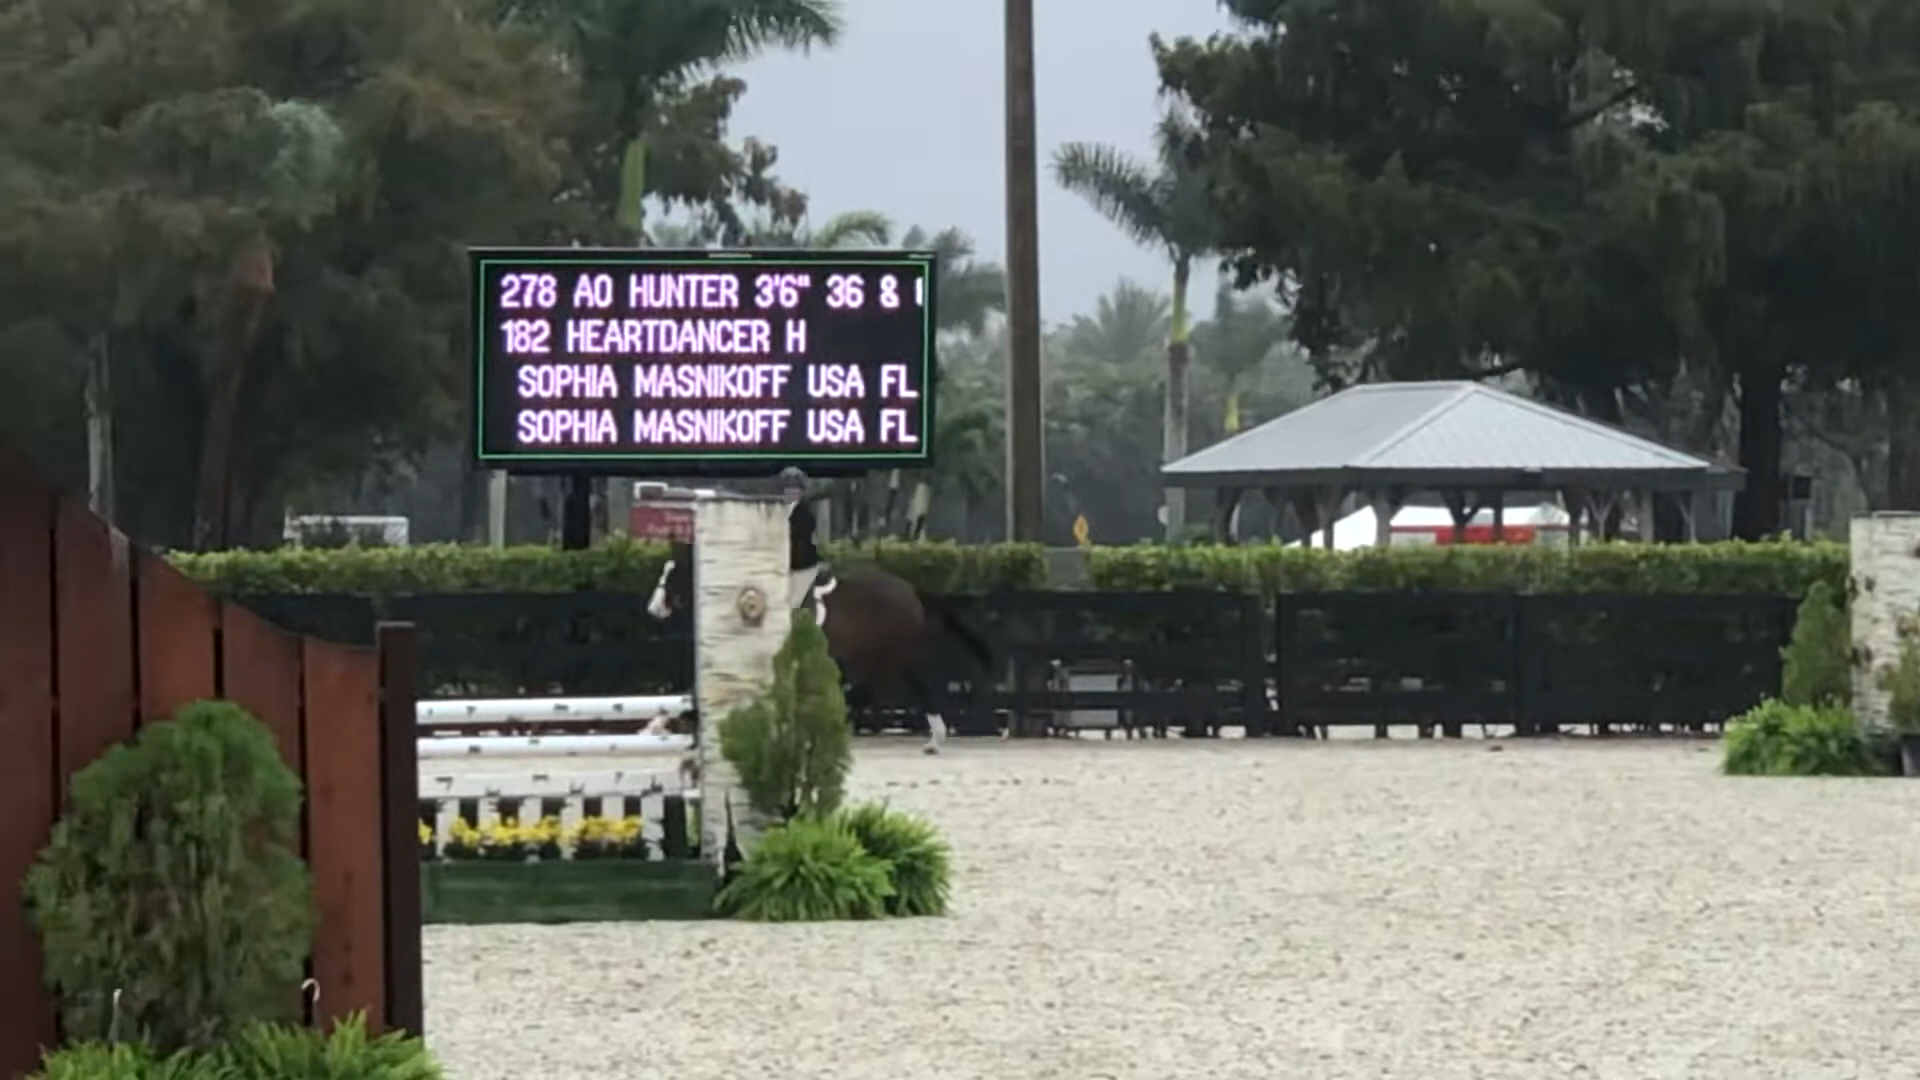 278 AO HUNTER 3'6" 36 &
182 HEARTDANCER H
SOPHIA MASNIKOFF USA FL
SOPHIA MASNIKOFF USA FL